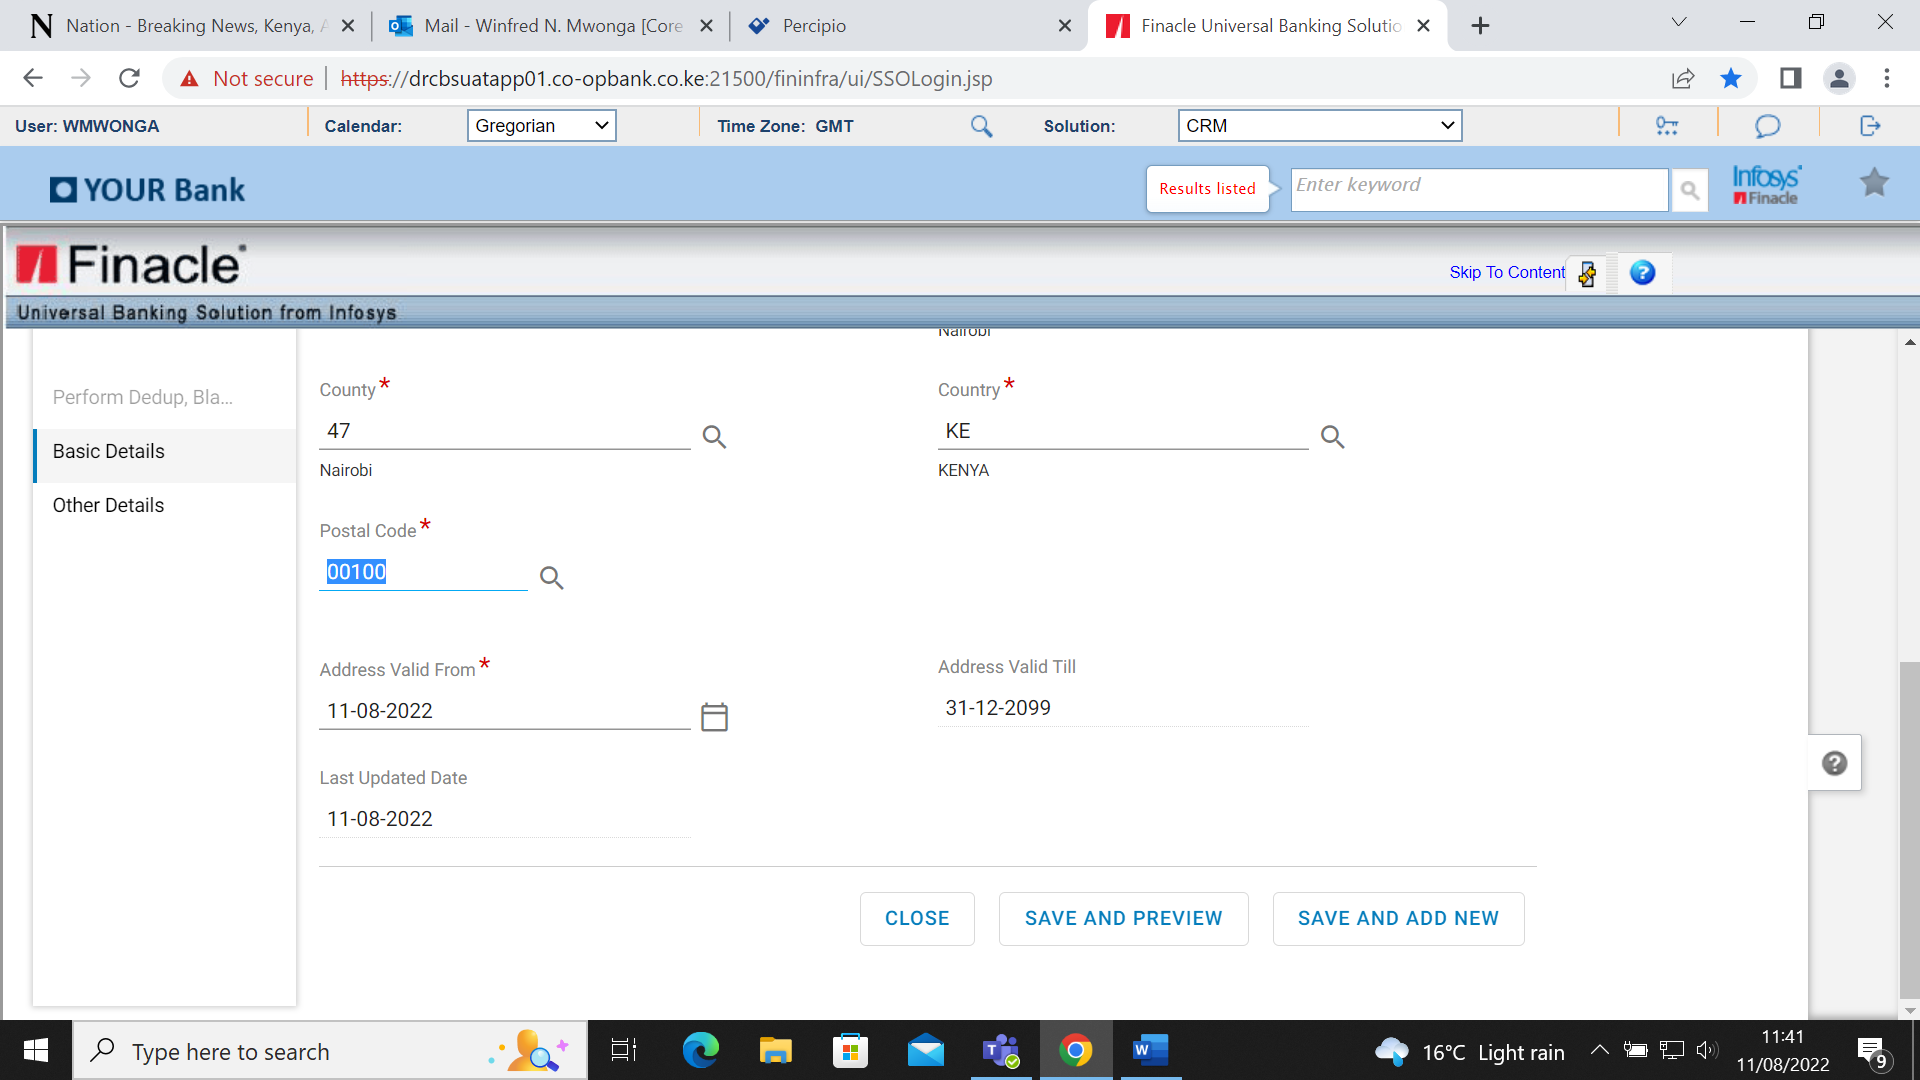 Nation - Breaking News, Kenya, A
Mail - Winfred N. Mwonga [Core
Percipio
Finacle Universal Banking Solutio
Not secure
https://drcbsuatapp01.co-opbank.co.ke:21500/fininfra/ui/SSOLogin.jsp
User: WMWONGA
Calendar:
Gregorian
Time Zone: GMT
Solution:
CRM
YOUR Bank
Results listed
Enter keyword
Infosys
Finacle
Finacle
Skip To Content
Universal Banking Solution from Infosys
Nairobi
Perform Dedup, Bla...
Basic Details
Other Details
County *
47
Nairobi
Country *
KE
KENYA
Postal Code *
00100
Address Valid From *
11-08-2022
Address Valid Till
31-12-2099
Last Updated Date
11-08-2022
CLOSE
SAVE AND PREVIEW
SAVE AND ADD NEW
Type here to search
16°C Light rain
11:41
11/08/2022
9